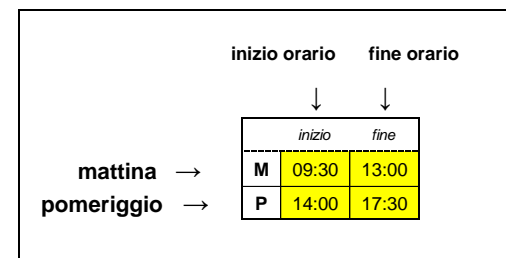 inizio orario fine orario
↓ ↓
inizio fine
mattina → M 09:30 13:00
pomeriggio → P 14:00 17:30